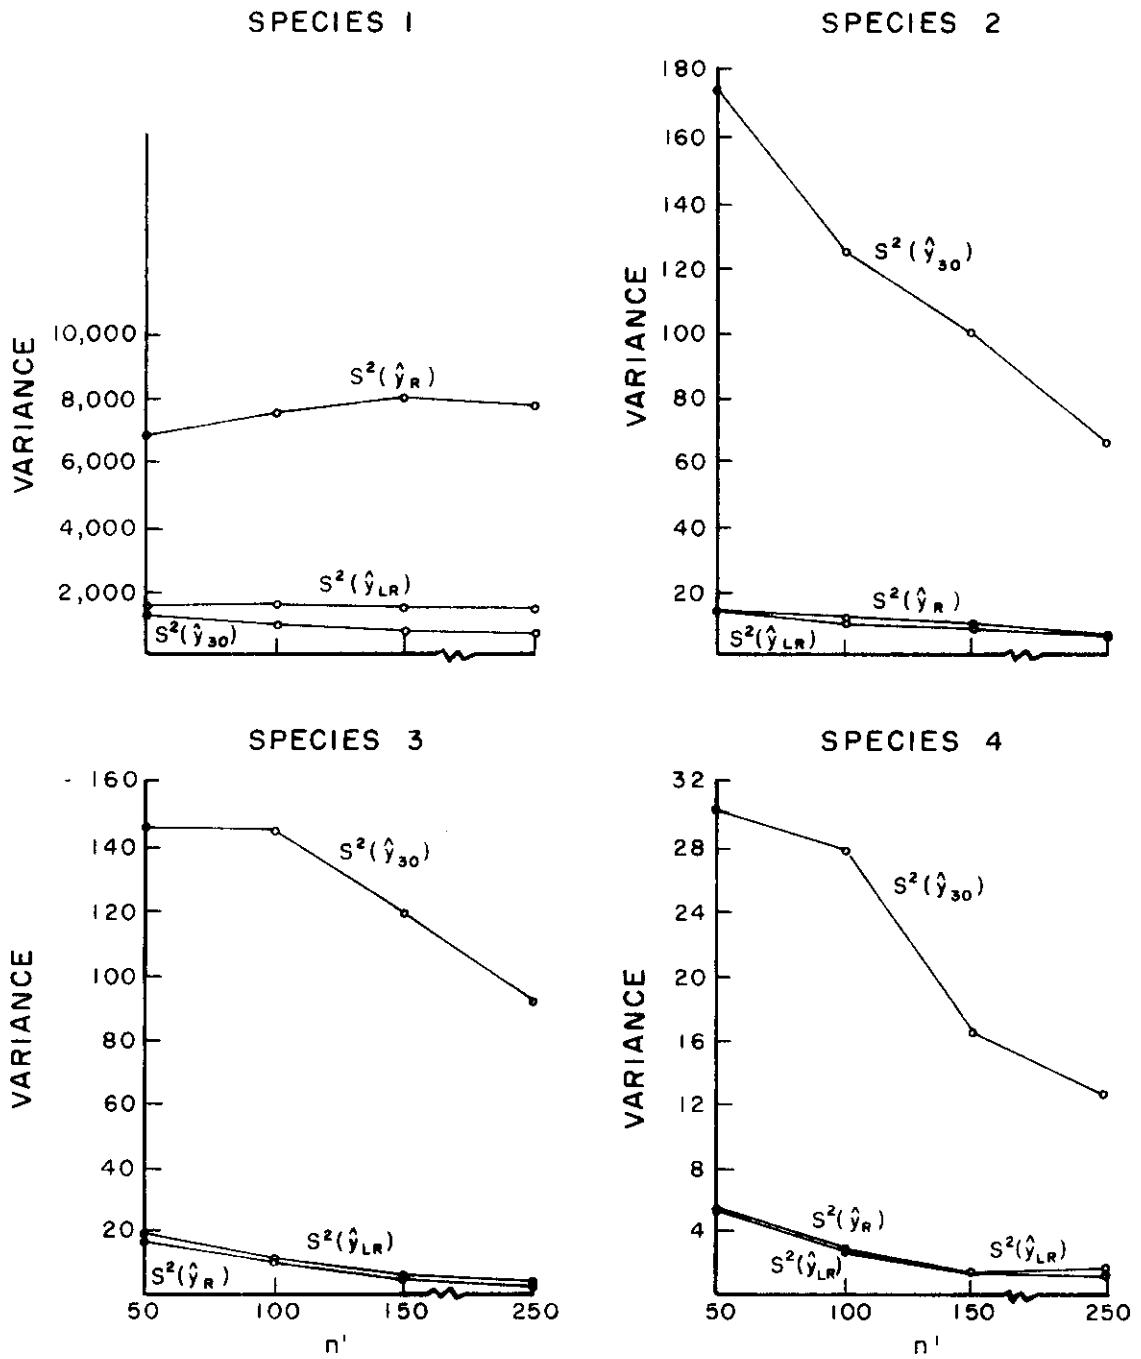 SPECIES 1
VARIANCE
10,000
8,000
6,000
4,000
2,000
S²(ŷR)
S²(ŷLR)
S²(ŷ30)
SPECIES 2
VARIANCE
180
160
140
120
100
80
60
40
20
S²(ŷ30)
S²(ŷR)
S²(ŷLR)
SPECIES 3
VARIANCE
160
140
120
100
80
60
40
20
S²(ŷ30)
S²(ŷLR)
S²(ŷR)
50 100 150 250
n'
SPECIES 4
VARIANCE
32
28
24
20
16
12
8
4
S²(ŷ30)
S²(ŷR)
S²(ŷLR)
S²(ŷLR)
50 100 150 250
n'